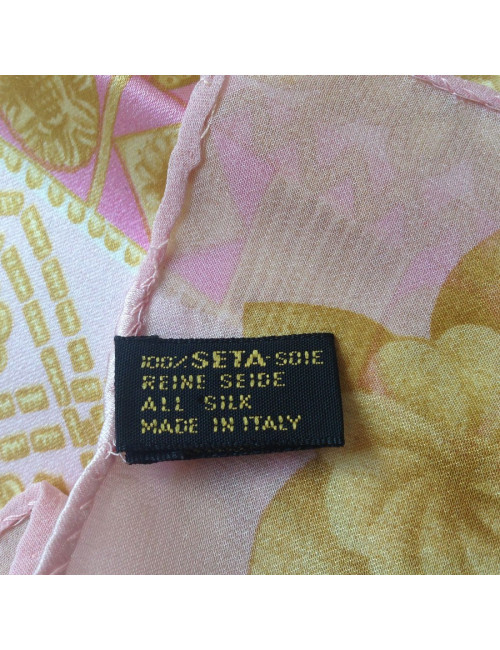 100% SETA-SOIE
REINE SEIDE
ALL SILK
MADE IN ITALY